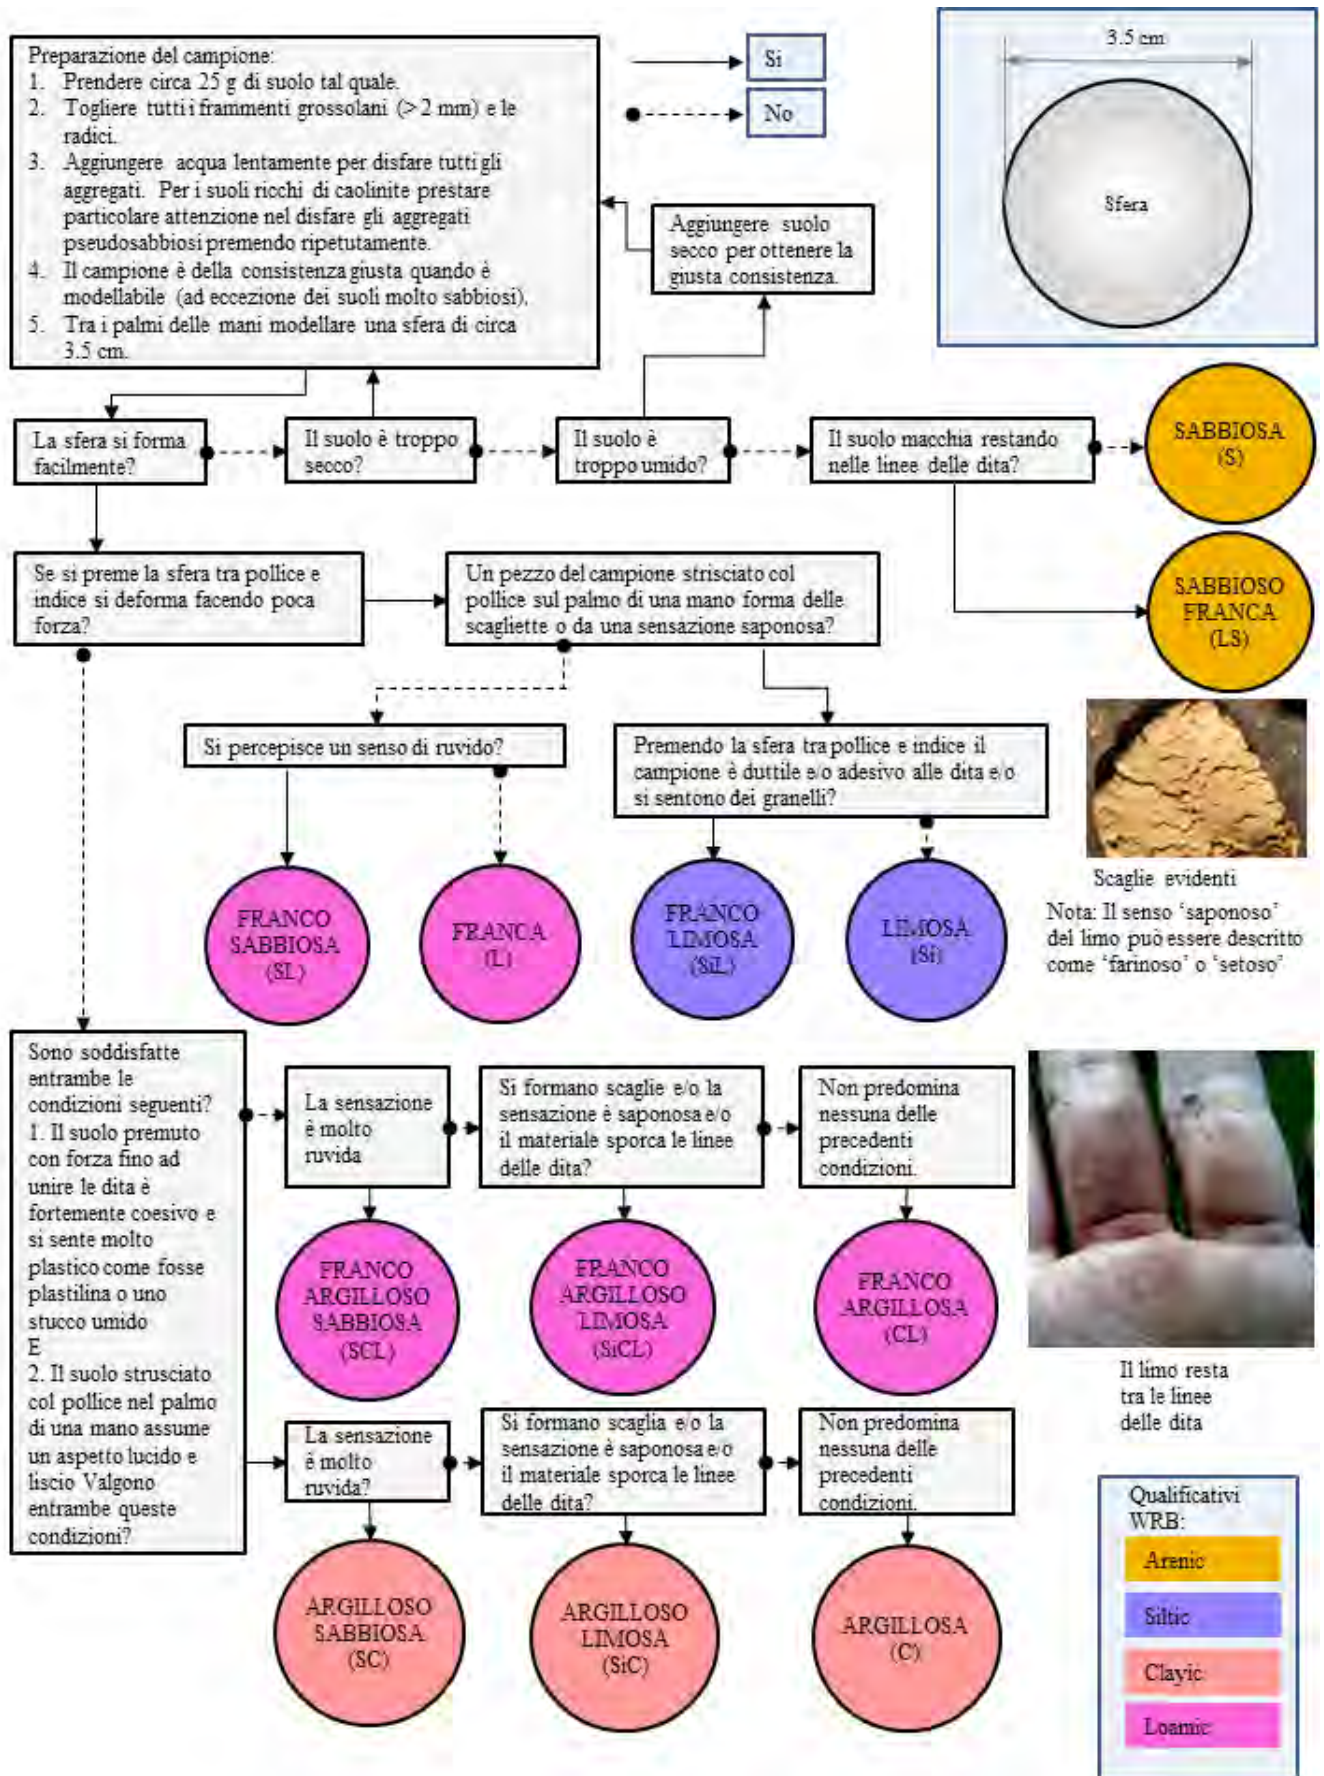 Preparazione del campione:
1. Prendere circa 25 g di suolo tal quale.
2. Togliere tutti i frammenti grossolani (> 2 mm) e le
radici.
3. Aggiungere acqua lentamente per disfare tutti gli
aggregati. Per i suoli ricchi di caolinite prestare
particolare attenzione nel disfare gli aggregati
pseudosabbiosi premendo ripetutamente.
4. Il campione è della consistenza giusta quando è
modellabile (ad eccezione dei suoli molto sabbiosi).
5. Tra i palmi delle mani modellare una sfera di circa
3.5 cm.
Si
No
3.5 cm
Sfera
Aggiungere suolo
secco per ottenere la
giusta consistenza.
La sfera si forma
facilmente?
Il suolo è troppo
secco?
Il suolo è
troppo umido?
Il suolo macchia restando
nelle linee delle dita?
SABBIOSA
(S)
SABBIOSO
FRANCA
(LS)
Se si preme la sfera tra pollice e
indice si deforma facendo poca
forza?
Un pezzo del campione strisciato col
pollice sul palmo di una mano forma delle
scagliette o da una sensazione saponosa?
Si percepisce un senso di ruvido?
Premendo la sfera tra pollice e indice il
campione è duttile e/o adesivo alle dita e/o
si sentono dei granelli?
FRANCO
SABBIOSA
(SL)
FRANCA
(L)
FRANCO
LIMOSA
(SiL)
LIMOSA
(Si)
Scaglie evidenti
Nota: Il senso ‘saponoso’
del limo può essere descritto
come ‘farinoso’ o ‘setoso’
Sono soddisfatte
entrambe le
condizioni seguenti?
1. Il suolo premuto
con forza fino ad
unire le dita è
fortemente coesivo e
si sente molto
plastico come fosse
plastilina o uno
stucco umido
E
2. Il suolo strusciato
col pollice nel palmo
di una mano assume
un aspetto lucido e
liscio Valgono
entrambe queste
condizioni?
La sensazione
è molto
ruvida
Si formano scaglie e/o la
sensazione è saponosa e/o
il materiale sporca le linee
delle dita?
Non predomina
nessuna delle
precedenti
condizioni.
FRANCO
ARGILLOSO
SABBIOSA
(SCL)
FRANCO
ARGILLOSO
LIMOSA
(SiCL)
FRANCO
ARGILLOSA
(CL)
Il limo resta
tra le linee
delle dita
La sensazione
è molto
ruvida?
Si formano scaglia e/o la
sensazione è saponosa e/o
il materiale sporca le linee
delle dita?
Non predomina
nessuna delle
precedenti
condizioni.
ARGILLOSO
SABBIOSA
(SC)
ARGILLOSO
LIMOSA
(SiC)
ARGILLOSA
(C)
Qualificativi
WRB:
Arenic
Siltic
Clayic
Loamic